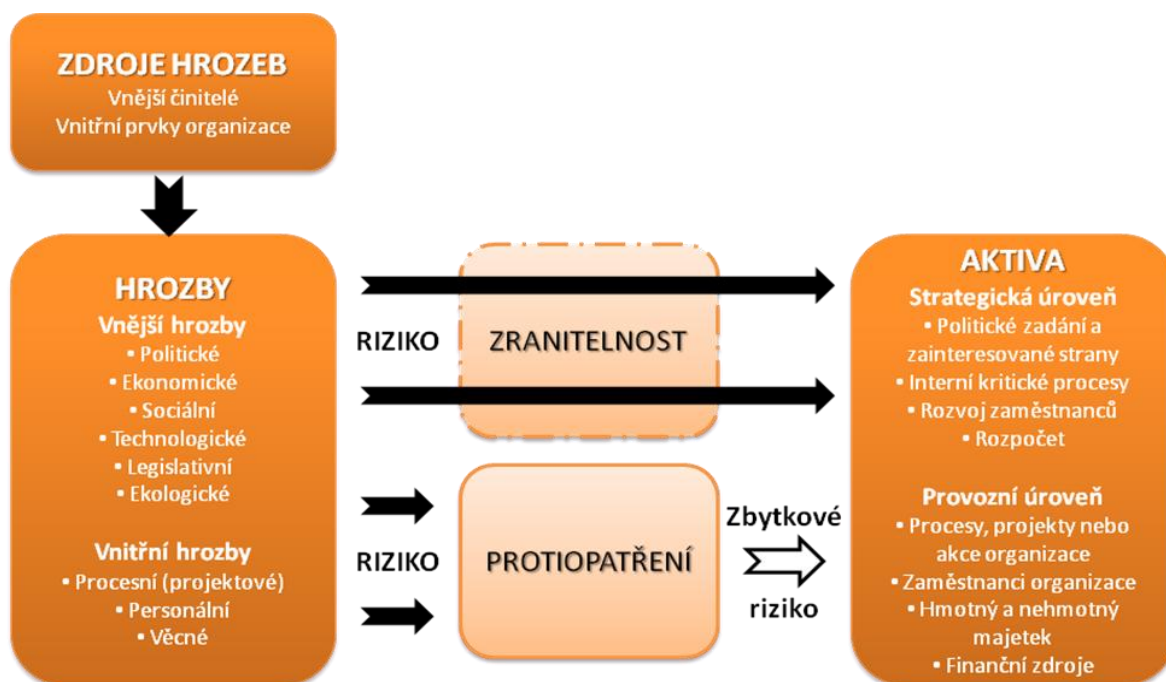 ZDROJE HROZEB
Vnější činitelé
Vnitřní prvky organizace
HROZBY
Vnější hrozby
▪ Politické
▪ Ekonomické
▪ Sociální
▪ Technologické
▪ Legislativní
▪ Ekologické
Vnitřní hrozby
▪ Procesní (projektové)
▪ Personální
▪ Věcné
RIZIKO
ZRANITELNOST
RIZIKO
PROTIOPATŘENÍ
Zbytkové
riziko
AKTIVA
Strategická úroveň
▪ Politické zadání a
zainteresované strany
▪ Interní kritické procesy
▪ Rozvoj zaměstnanců
▪ Rozpočet
Provozní úroveň
▪ Procesy, projekty nebo
akce organizace
▪ Zaměstnanci organizace
▪ Hmotný a nehmotný
majetek
▪ Finanční zdroje